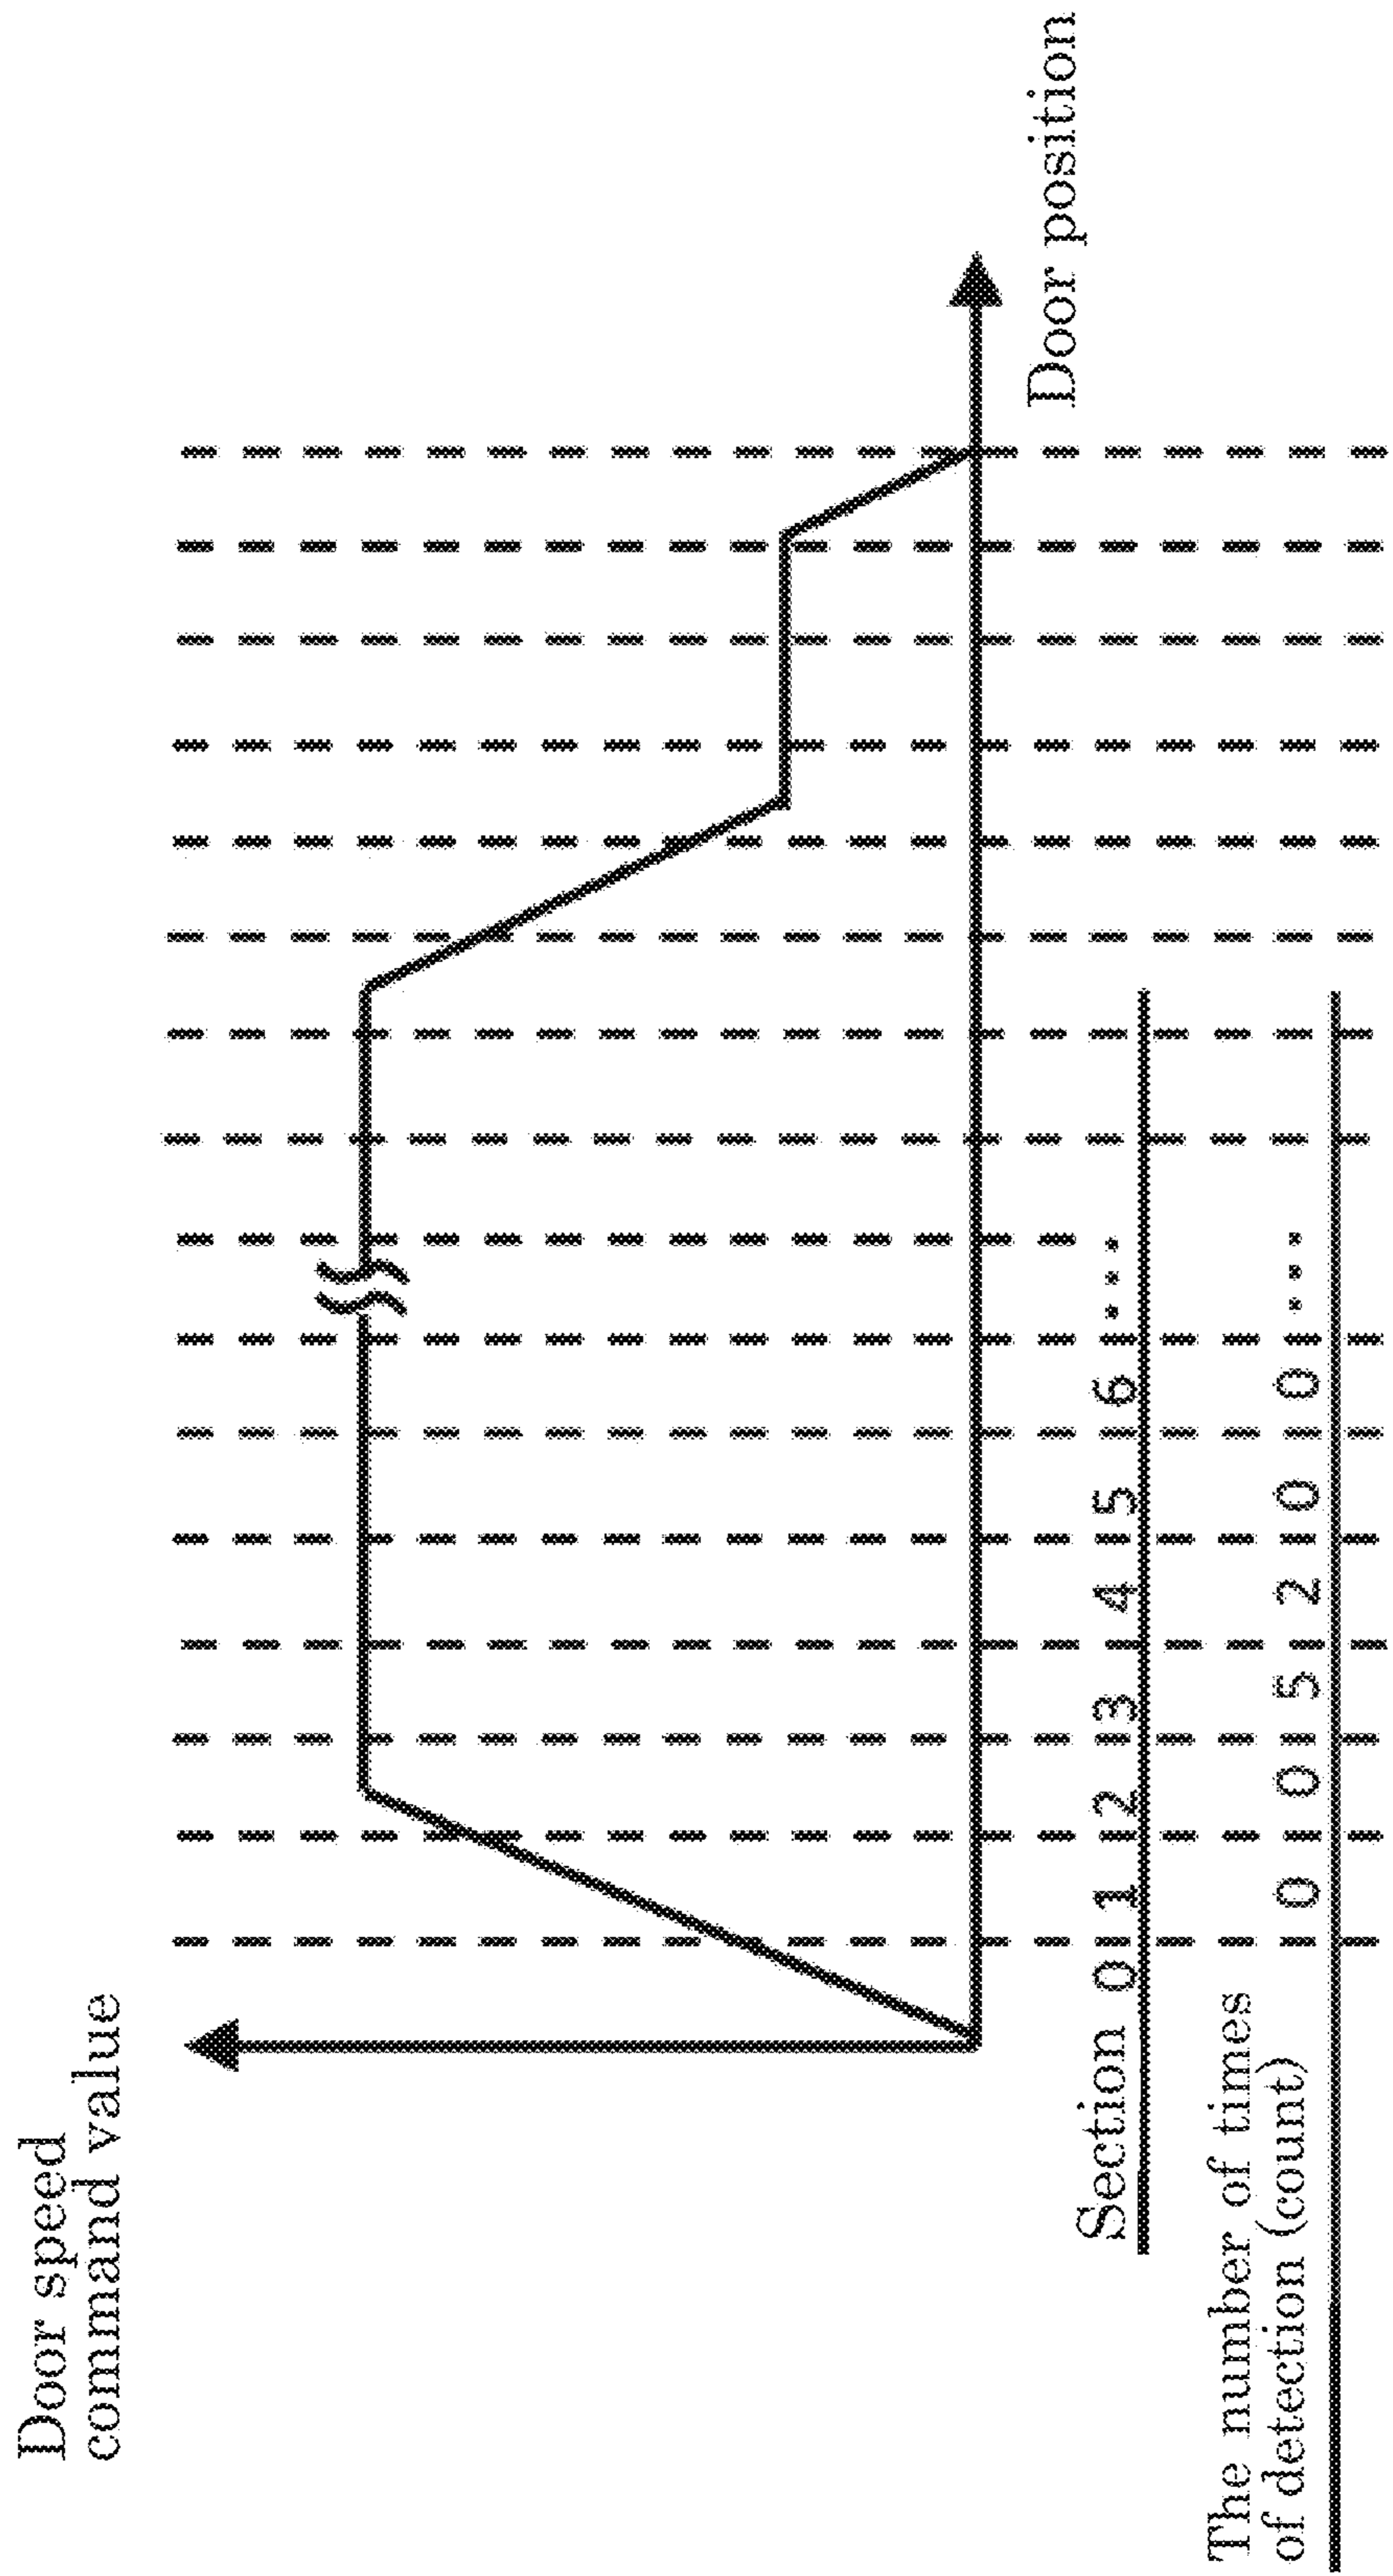 Door speed
command value
Door position
Section 0 1 2 3 4 5 6 ...
The number of times
of detection (count) 0 0 5 2 0 0 ...